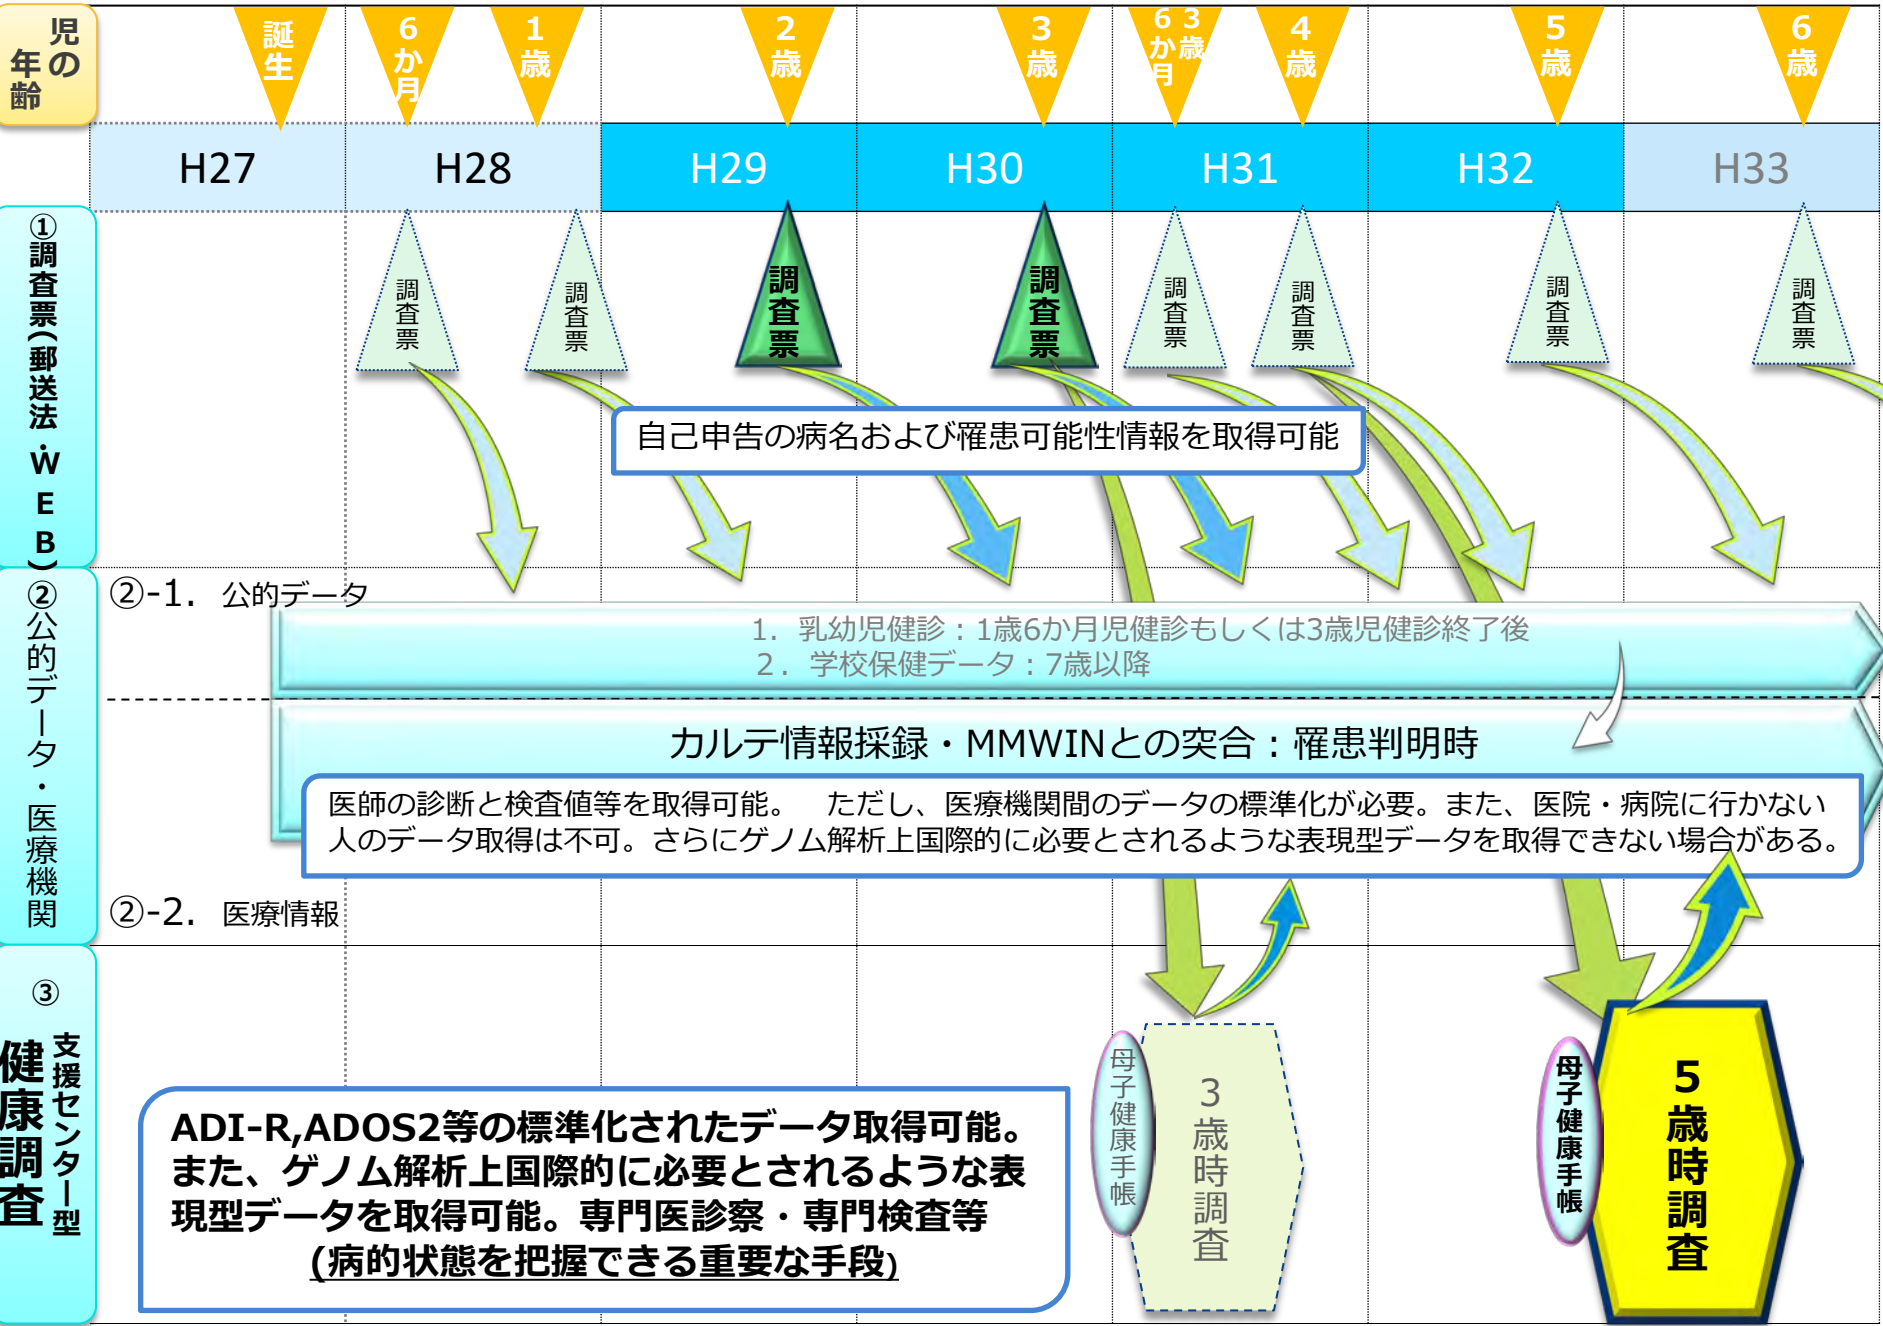 児の
年齢
誕生
6か月
1歳
2歳
3歳
3歳
6か月
4歳
5歳
6歳
H27
H28
H29
H30
H31
H32
H33
①調査票(郵送法・WEB)
調査票
調査票
調査票
調査票
調査票
調査票
調査票
調査票
自己申告の病名および罹患可能性情報を取得可能
②公的データ・医療機関
②-1. 公的データ
1. 乳幼児健診：1歳6か月児健診もしくは3歳児健診終了後
2. 学校保健データ：7歳以降
カルテ情報採録・MMWINとの突合：罹患判明時
医師の診断と検査値等を取得可能。 ただし、医療機関間のデータの標準化が必要。また、医院・病院に行かない
人のデータ取得は不可。さらにゲノム解析上国際的に必要とされるような表現型データを取得できない場合がある。
②-2. 医療情報
③
支援センター型
健康調査
ADI-R,ADOS2等の標準化されたデータ取得可能。
また、ゲノム解析上国際的に必要とされるような表
現型データを取得可能。専門医診察・専門検査等
(病的状態を把握できる重要な手段)
母子健康手帳
3歳時調査
母子健康手帳
5歳時調査